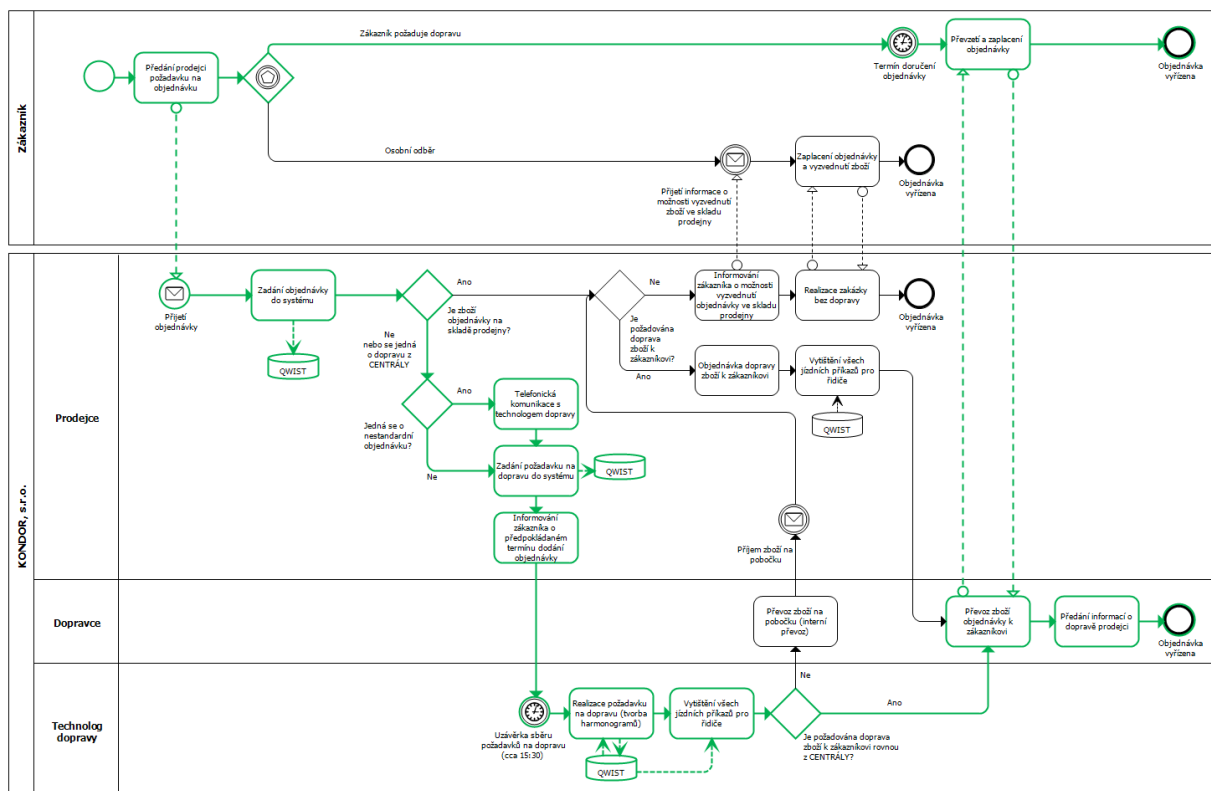 Zákazník
Zákazník požaduje dopravu
Předání prodejci
požadavku na
objednávku
Termín doručení
objednávky
Převzetí a zaplacení
objednávky
Objednávka
vyřízena
Osobní odběr
Přijetí informace o
možnosti vyzvednutí
zboží ve skladu
prodejny
Zaplacení objednávky
a vyzvednutí zboží
Objednávka
vyřízena
KONDOR, s.r.o.
Prodejce
Přijetí
objednávky
Zadání objednávky
do systému
QWIST
Ano
Je zboží
objednávky na
skladě prodejny?
Ne
nebo se jedná
o dopravu z
CENTRÁLY
Ne
Je
požadována
doprava
zboží k
zákazníkovi?
Ano
Informování
zákazníka o možnosti
vyzvednutí
objednávky ve skladu
prodejny
Realizace zakázky
bez dopravy
Objednávka
vyřízena
Objednávka dopravy
zboží k zákazníkovi
Vytištění všech
jízdních příkazů pro
řidiče
QWIST
Ano
Jedná se o
nestandardní
objednávku?
Ne
Telefonická
komunikace s
technologem dopravy
Zadání požadavku na
dopravu do systému
QWIST
Informování
zákazníka o
předpokládaném
termínu dodání
objednávky
Příjem zboží na
pobočku
Dopravce
Převoz zboží na
pobočku (interní
převoz)
Převoz zboží
objednávky k
zákazníkovi
Předání informací o
dopravě prodejci
Objednávka
vyřízena
Technolog
dopravy
Uzávěrka sběru
požadavků na dopravu
(cca 15:30)
Realizace požadavku
na dopravu (tvorba
harmonogramů)
QWIST
Vytištění všech
jízdních příkazů pro
řidiče
Ne
Ano
Je požadována doprava
zboží k zákazníkovi rovnou
z CENTRÁLY?